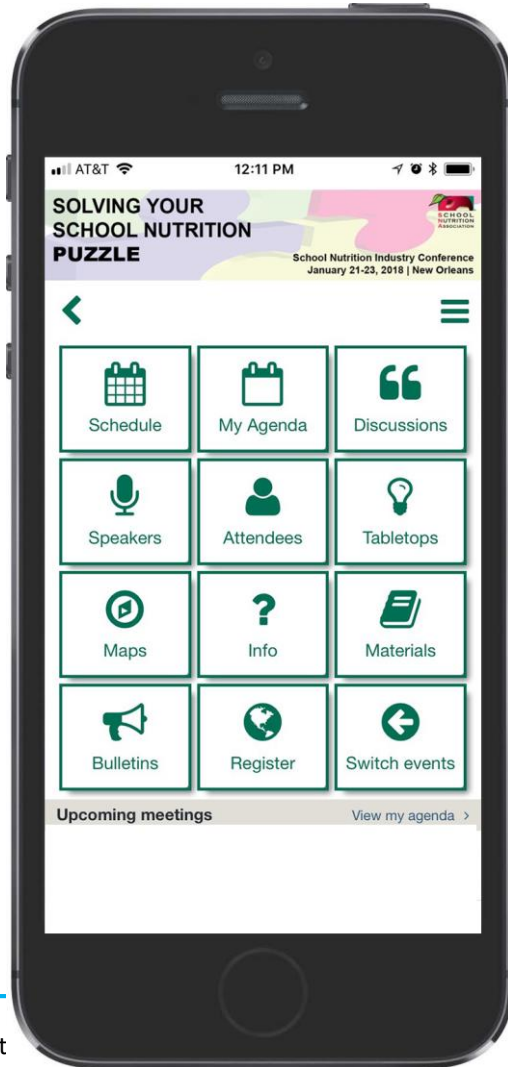 AT&T 12:11 PM
SOLVING YOUR
SCHOOL NUTRITION
PUZZLE
SCHOOL
NUTRITION
ASSOCIATION
School Nutrition Industry Conference
January 21-23, 2018 | New Orleans
Schedule My Agenda Discussions
Speakers Attendees Tabletops
Maps Info Materials
Bulletins Register Switch events
Upcoming meetings View my agenda >
t